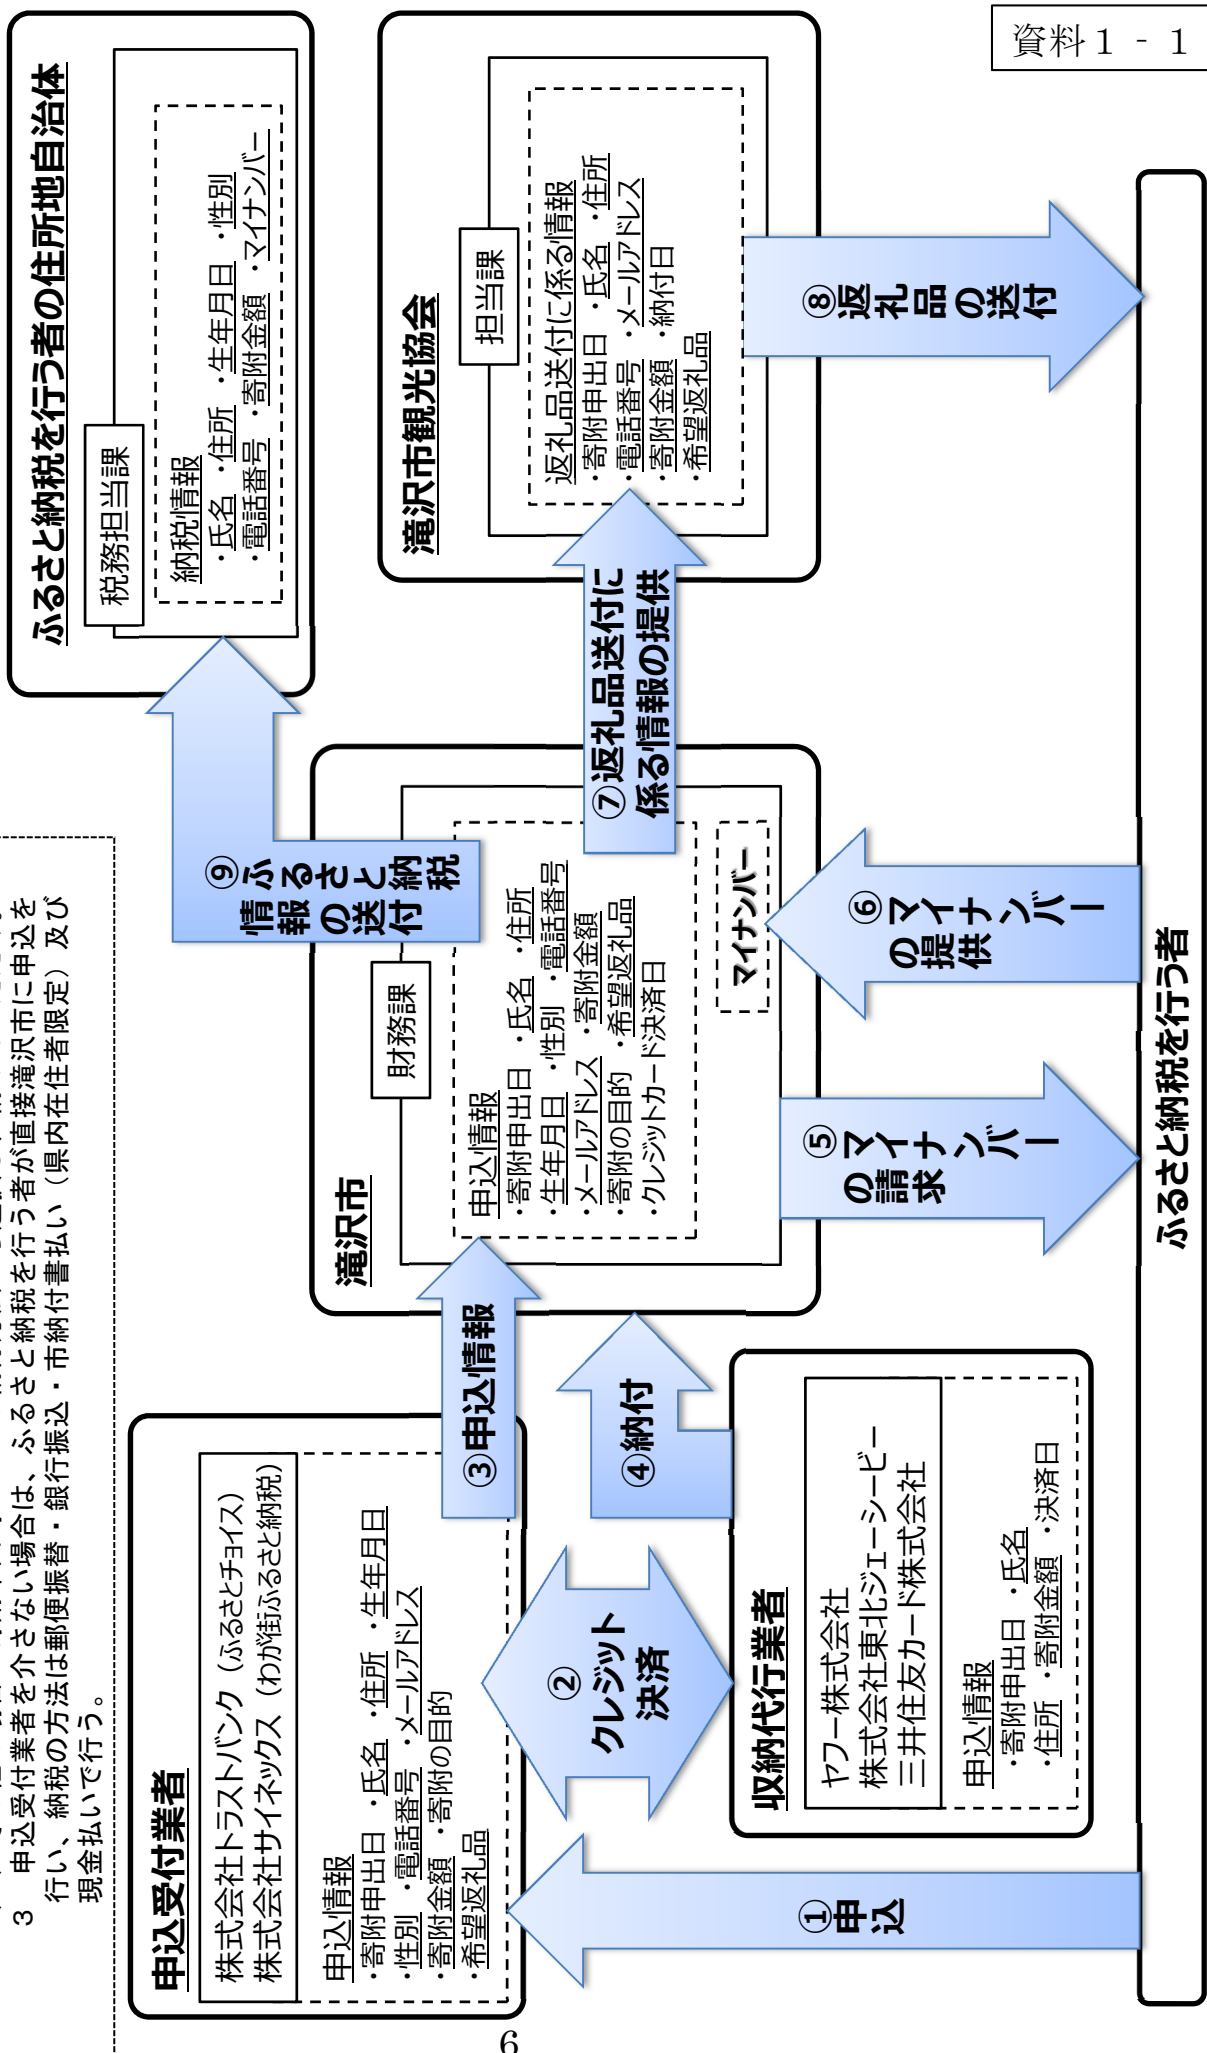 資料１‐１
３　申込受付業者を介さない場合は、ふるさと納税を行う者が直接滝沢市に申込を
行い、納税の方法は郵便振替・銀行振込・市納付書払い（県内在住者限定）及び
現金払いで行う。
申込受付業者
株式会社トラストバンク（ふるさとチョイス）
株式会社サイネックス（わが街ふるさと納税）
申込情報
・寄附申出日 ・氏名 ・住所 ・生年月日
・性別 ・電話番号 ・メールアドレス
・寄附金額 ・寄附の目的
・希望返礼品
①申込
②
クレジット
決済
収納代行業者
ヤフー株式会社
株式会社東北ジェーシービー
三井住友カード株式会社
申込情報
・寄附申出日 ・氏名
・住所 ・寄附金額 ・決済日
③申込情報
④納付
滝沢市
財務課
申込情報
・寄附申出日 ・氏名 ・住所
・生年月日 ・性別 ・電話番号
・メールアドレス ・寄附金額
・寄附の目的 ・希望返礼品
・クレジットカード決済日
マイナンバー
⑤マイナンバー
の請求
⑥マイナンバー
の提供
⑦返礼品送付に
係る情報の提供
滝沢市観光協会
担当課
返礼品送付に係る情報
・寄附申出日 ・氏名 ・住所
・電話番号 ・メールアドレス
・寄附金額 ・納付日
・希望返礼品
⑧返礼品の送付
⑨ふるさと納税
情報の送付
ふるさと納税を行う者の住所地自治体
税務担当課
納税情報
・氏名 ・住所 ・生年月日 ・性別
・電話番号 ・寄附金額 ・マイナンバー
ふるさと納税を行う者
6